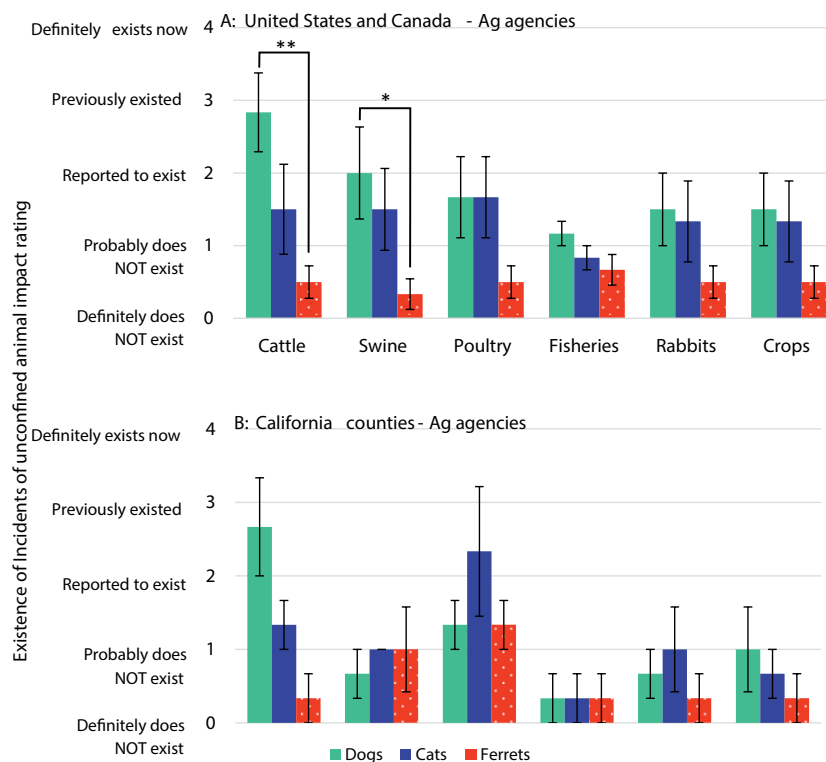 Existence of Incidents of unconfined animal impact rating
A: United States and Canada - Ag agencies
Definitely exists now
4
**
Previously existed
3
*
Reported to exist
2
Probably does
NOT exist
1
Definitely does
NOT exist
0
Cattle Swine Poultry Fisheries Rabbits Crops
B: California counties - Ag agencies
Definitely exists now
4
Previously existed
3
Reported to exist
2
Probably does
NOT exist
1
Definitely does
NOT exist
0
Dogs Cats Ferrets